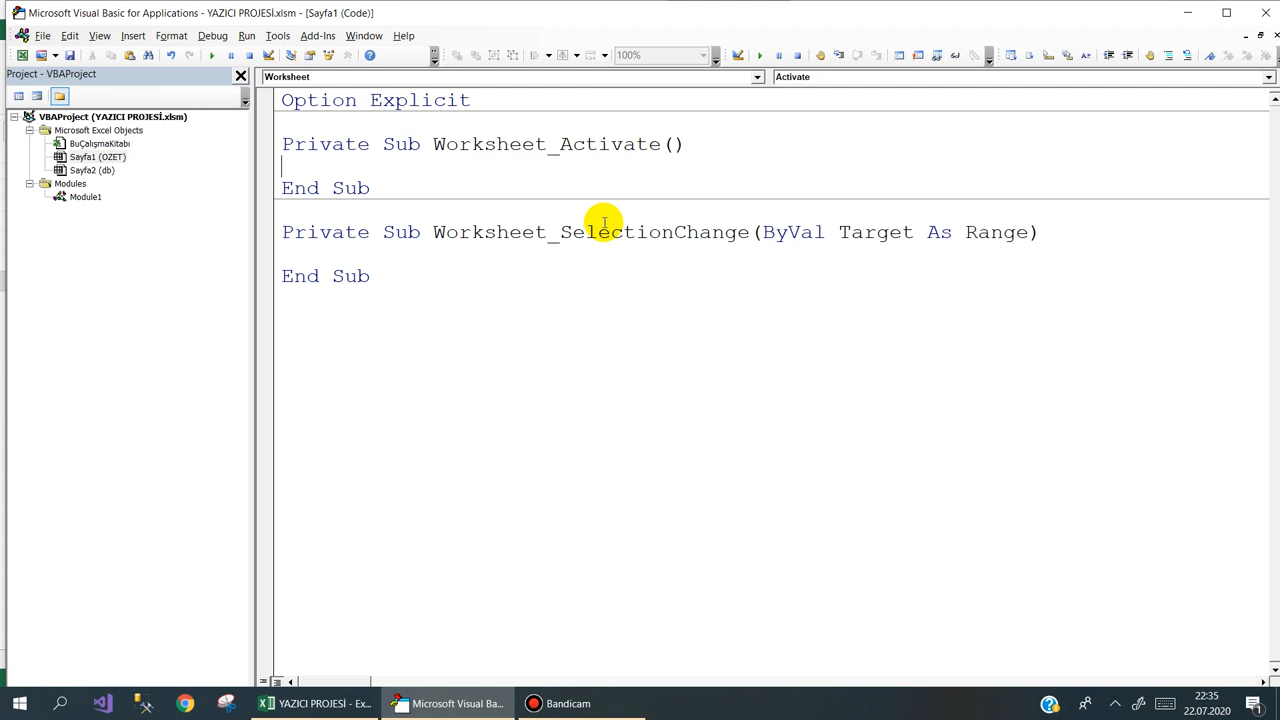 Microsoft Visual Basic for Applications - YAZICI PROJESİ.xlsm - [Sayfa1 (Code)]
File Edit View Insert Format Debug Run Tools Add-Ins Window Help
100%
Project - VBAProject
Worksheet
Activate
VBAProject (YAZICI PROJESİ.xlsm)
Microsoft Excel Objects
BuÇalışmaKitabı
Sayfa1 (OZET)
Sayfa2 (db)
Modules
Module1
Option Explicit
Private Sub Worksheet_Activate()
End Sub
Private Sub Worksheet_SelectionChange(ByVal Target As Range)
End Sub
YAZICI PROJESİ - Ex...
Microsoft Visual Ba...
Bandicam
22:35
22.07.2020
1